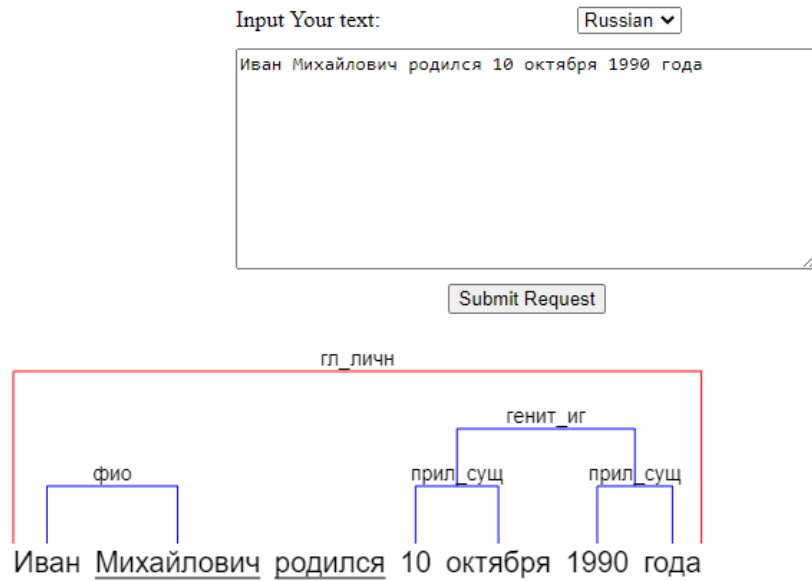 Input Your text: Russian
Иван Михайлович родился 10 октября 1990 года
Submit Request
гл_личн
генит_иг
фио прил_сущ прил_сущ
Иван Михайлович родился 10 октября 1990 года